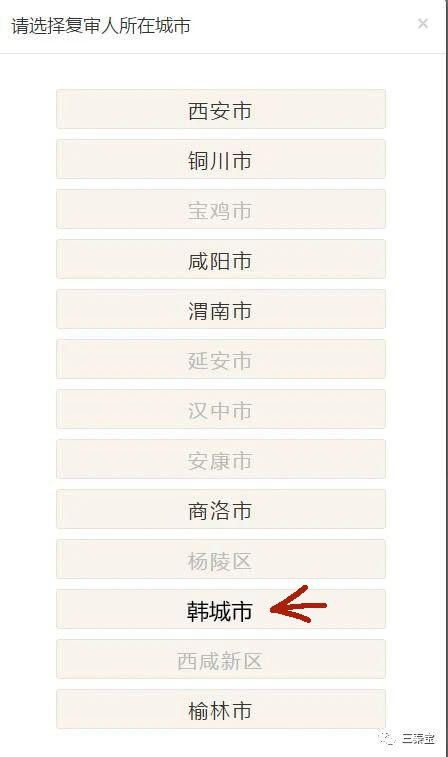 请选择复审人所在城市
×
西安市
铜川市
宝鸡市
咸阳市
渭南市
延安市
汉中市
安康市
商洛市
杨陵区
韩城市
西咸新区
榆林市
三秦宝